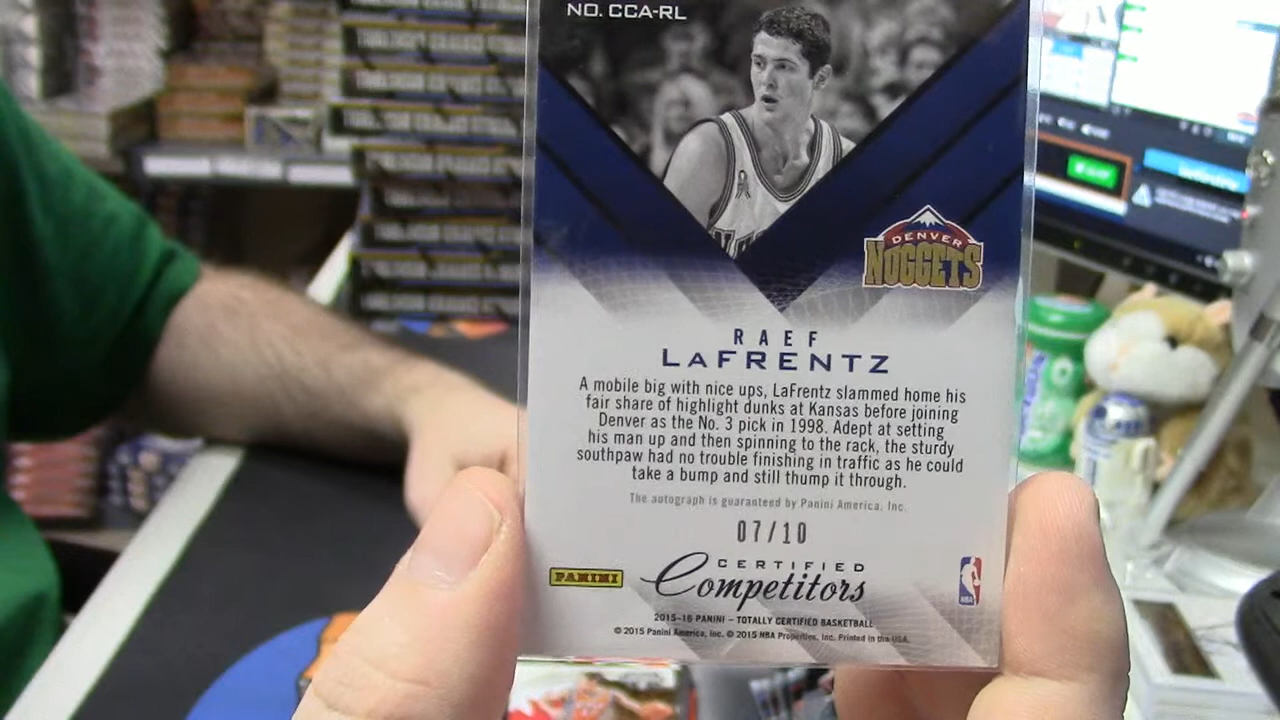 NO. CCA-RL
DENVER
NUGGETS
RAEF
LAFRENTZ
A mobile big with nice ups, LaFrentz slammed home his
fair share of highlight dunks at Kansas before joining
Denver as the No. 3 pick in 1998. Adept at setting
his man up and then spinning to the rack, the sturdy
southpaw had no trouble finishing in traffic as he could
take a bump and still thump it through.
The autograph is guaranteed by Panini America, Inc.
07/10
CERTIFIED
Competitors
PANINI
NBA
2015-16 PANINI – TOTALLY CERTIFIED BASKETBALL
© 2015 Panini America, Inc. © 2015 NBA Properties, Inc. Printed in the USA.